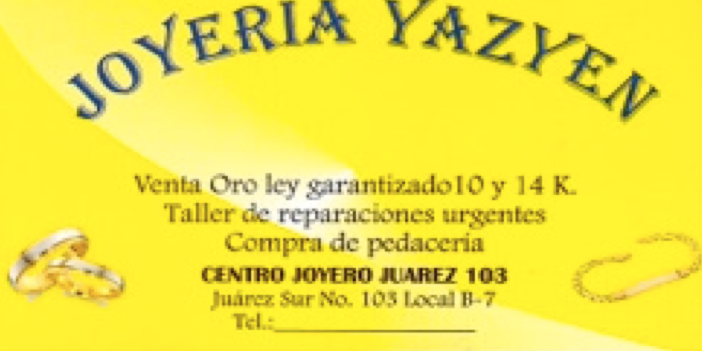 JOYERIA YAZYEN
Venta Oro ley garantizado10 y 14 K.
Taller de reparaciones urgentes
Compra de pedacería
CENTRO JOYERO JUAREZ 103
Juárez Sur No. 103 Local B-7
Tel.:____________________